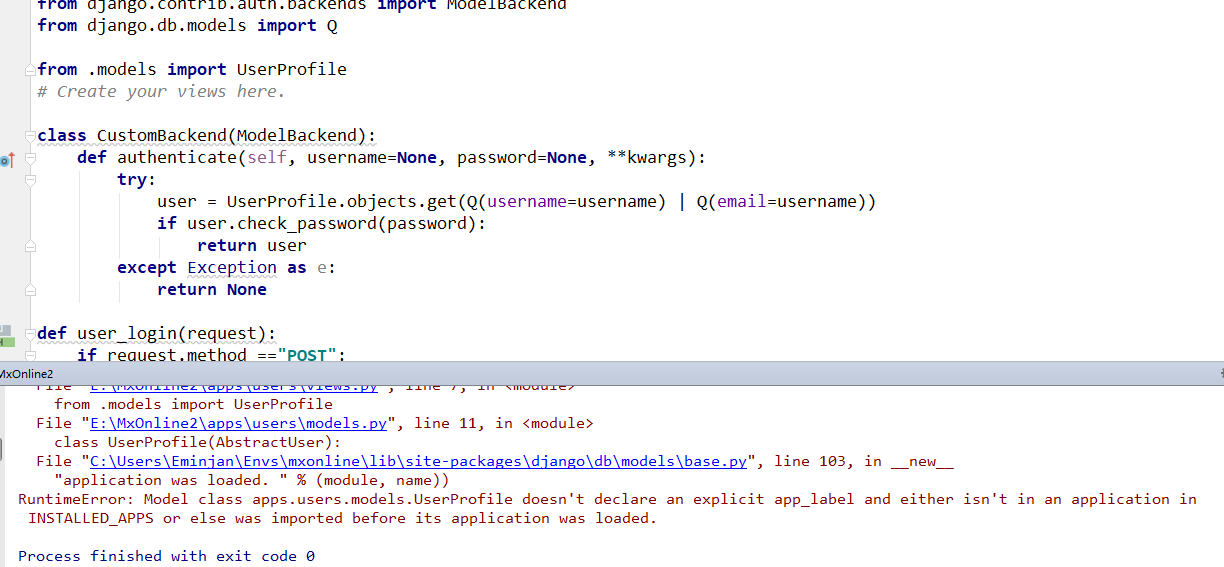 from django.contrib.auth.backends import ModelBackend
from django.db.models import Q
from .models import UserProfile
# Create your views here.
class CustomBackend(ModelBackend):
def authenticate(self, username=None, password=None, **kwargs):
try:
user = UserProfile.objects.get(Q(username=username) | Q(email=username))
if user.check_password(password):
return user
except Exception as e:
return None
def user_login(request):
if request.method =="POST":
MxOnline2
File "E:\MxOnline2\apps\users\views.py", line 7, in <module>
from .models import UserProfile
File "E:\MxOnline2\apps\users\models.py", line 11, in <module>
class UserProfile(AbstractUser):
File "C:\Users\Eminjan\Envs\mxonline\lib\site-packages\django\db\models\base.py", line 103, in __new__
"application was loaded. " % (module, name))
RuntimeError: Model class apps.users.models.UserProfile doesn't declare an explicit app_label and either isn't in an application in
INSTALLED_APPS or else was imported before its application was loaded.
Process finished with exit code 0